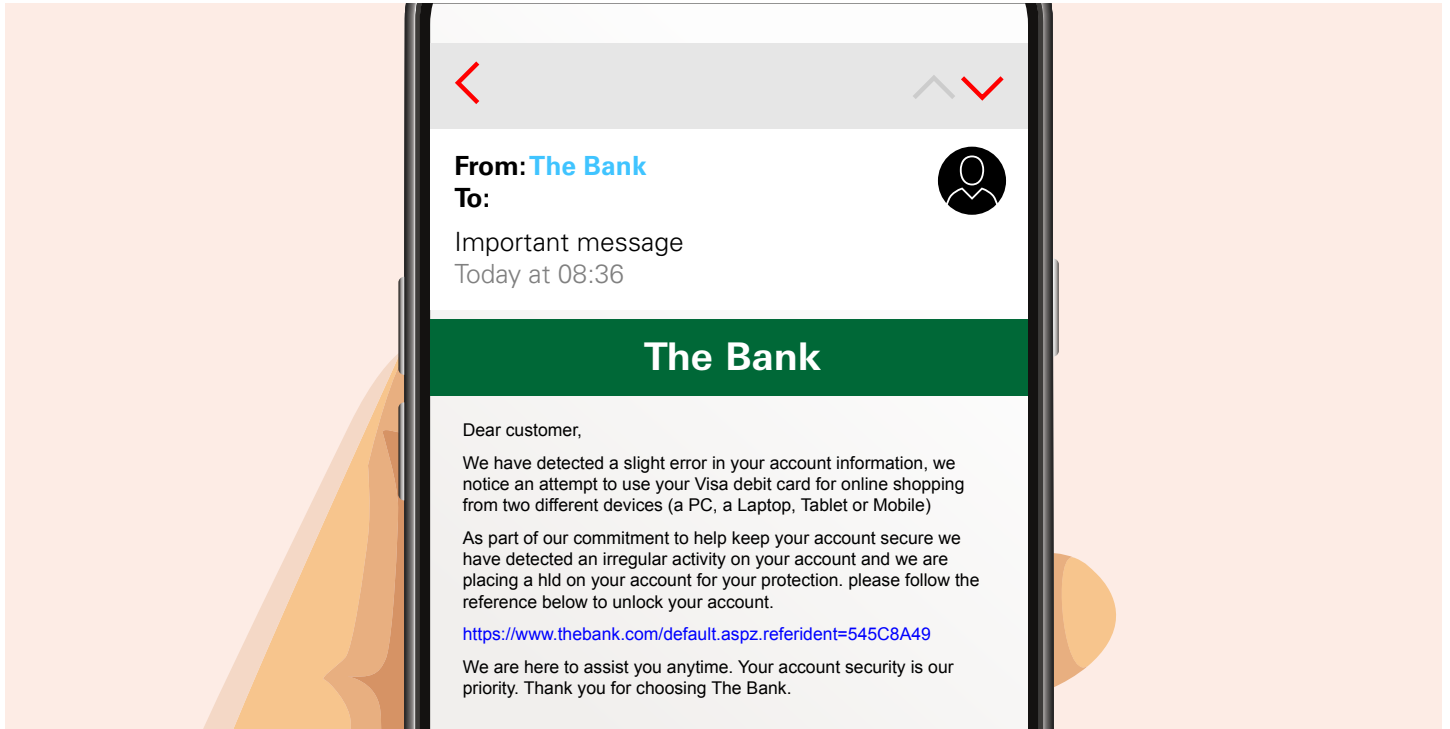 From: The Bank
To:
Important message
Today at 08:36
The Bank
Dear customer,
We have detected a slight error in your account information, we
notice an attempt to use your Visa debit card for online shopping
from two different devices (a PC, a Laptop, Tablet or Mobile)
As part of our commitment to help keep your account secure we
have detected an irregular activity on your account and we are
placing a hld on your account for your protection. please follow the
reference below to unlock your account.
https://www.thebank.com/default.aspz.referident=545C8A49
We are here to assist you anytime. Your account security is our
priority. Thank you for choosing The Bank.